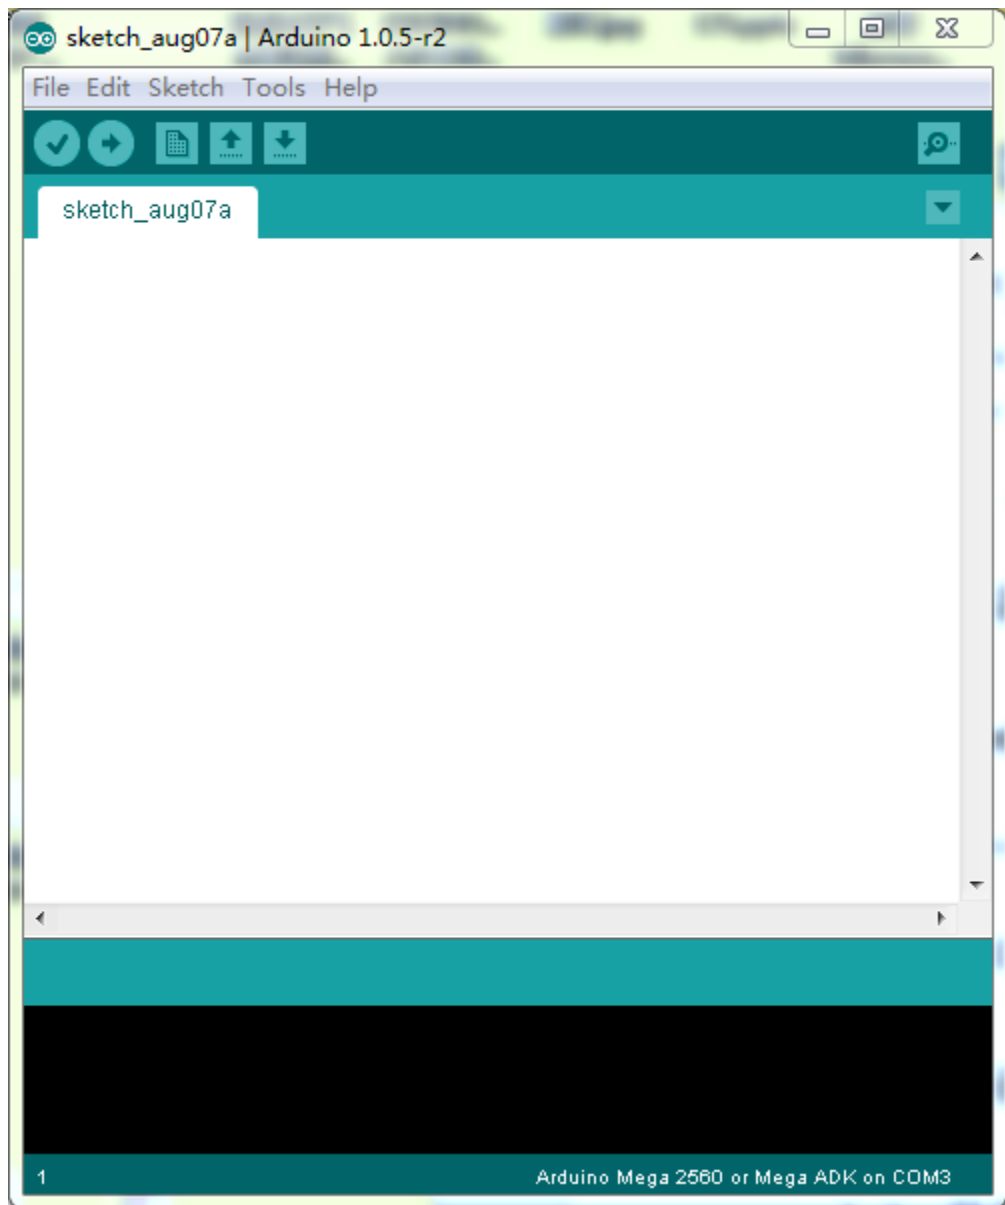 sketch_aug07a | Arduino 1.0.5-r2
File Edit Sketch Tools Help
sketch_aug07a
1
Arduino Mega 2560 or Mega ADK on COM3